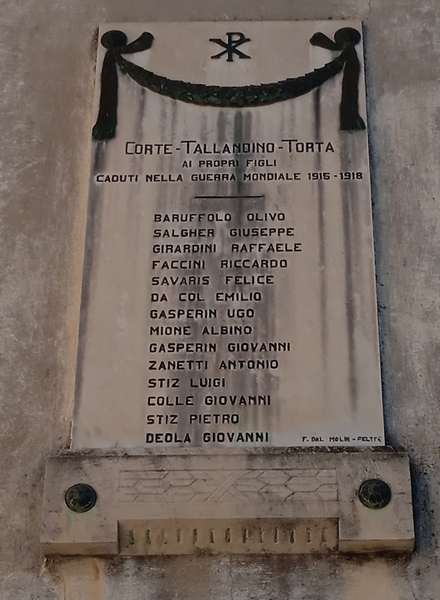 CORTE-TALLANDINO-TORTA
AI PROPRI FIGLI
CADUTI NELLA GUERRA MONDIALE 1915-1918
BARUFFOLO OLIVO
SALGHER GIUSEPPE
GIRARDINI RAFFAELE
FACCINI RICCARDO
SAVARIS FELICE
DA COL EMILIO
GASPERIN UGO
MIONE ALBINO
GASPERIN GIOVANNI
ZANETTI ANTONIO
STIZ LUIGI
COLLE GIOVANNI
STIZ PIETRO
DEOLA GIOVANNI
F. DAL MOLIN - FELTRE